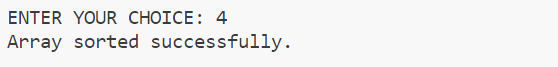 ENTER YOUR CHOICE: 4
Array sorted successfully.